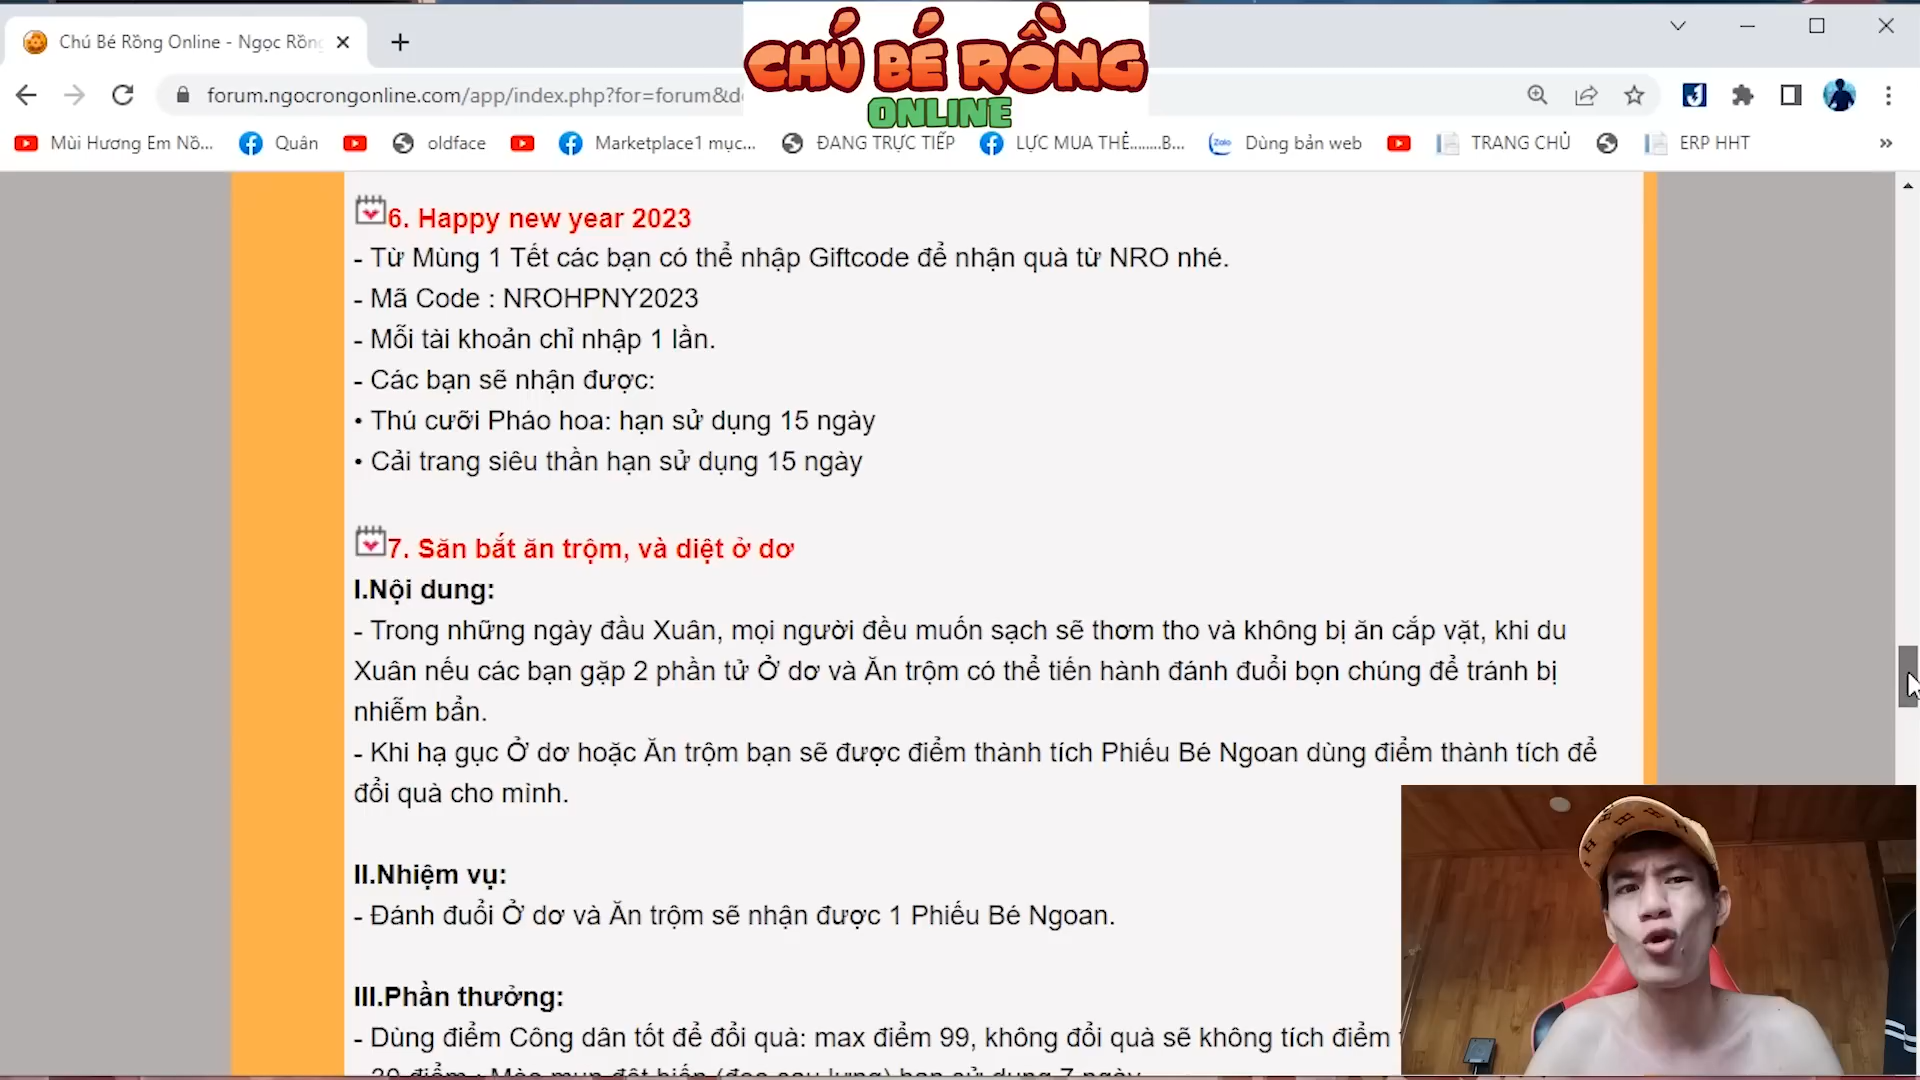 Chú Bé Rồng Online - Ngọc Rồng
CHÚ BÉ RỒNG
ONLINE
forum.ngocrongonline.com/app/index.php?for=forum&d
Mùi Hương Em Nồ... Quân oldface Marketplace1 mục... ĐANG TRỰC TIẾP LỰC MUA THẺ........B... Zalo Dùng bản web TRANG CHỦ ERP HHT »
6. Happy new year 2023
- Từ Mùng 1 Tết các bạn có thể nhập Giftcode để nhận quà từ NRO nhé.
- Mã Code : NROHPNY2023
- Mỗi tài khoản chỉ nhập 1 lần.
- Các bạn sẽ nhận được:
• Thú cưỡi Pháo hoa: hạn sử dụng 15 ngày
• Cải trang siêu thần hạn sử dụng 15 ngày
7. Săn bắt ăn trộm, và diệt ở dơ
I.Nội dung:
- Trong những ngày đầu Xuân, mọi người đều muốn sạch sẽ thơm tho và không bị ăn cắp vặt, khi du
Xuân nếu các bạn gặp 2 phần tử Ở dơ và Ăn trộm có thể tiến hành đánh đuổi bọn chúng để tránh bị
nhiễm bẩn.
- Khi hạ gục Ở dơ hoặc Ăn trộm bạn sẽ được điểm thành tích Phiếu Bé Ngoan dùng điểm thành tích để
đổi quà cho mình.
II.Nhiệm vụ:
- Đánh đuổi Ở dơ và Ăn trộm sẽ nhận được 1 Phiếu Bé Ngoan.
III.Phần thưởng:
- Dùng điểm Công dân tốt để đổi quà: max điểm 99, không đổi quà sẽ không tích điểm